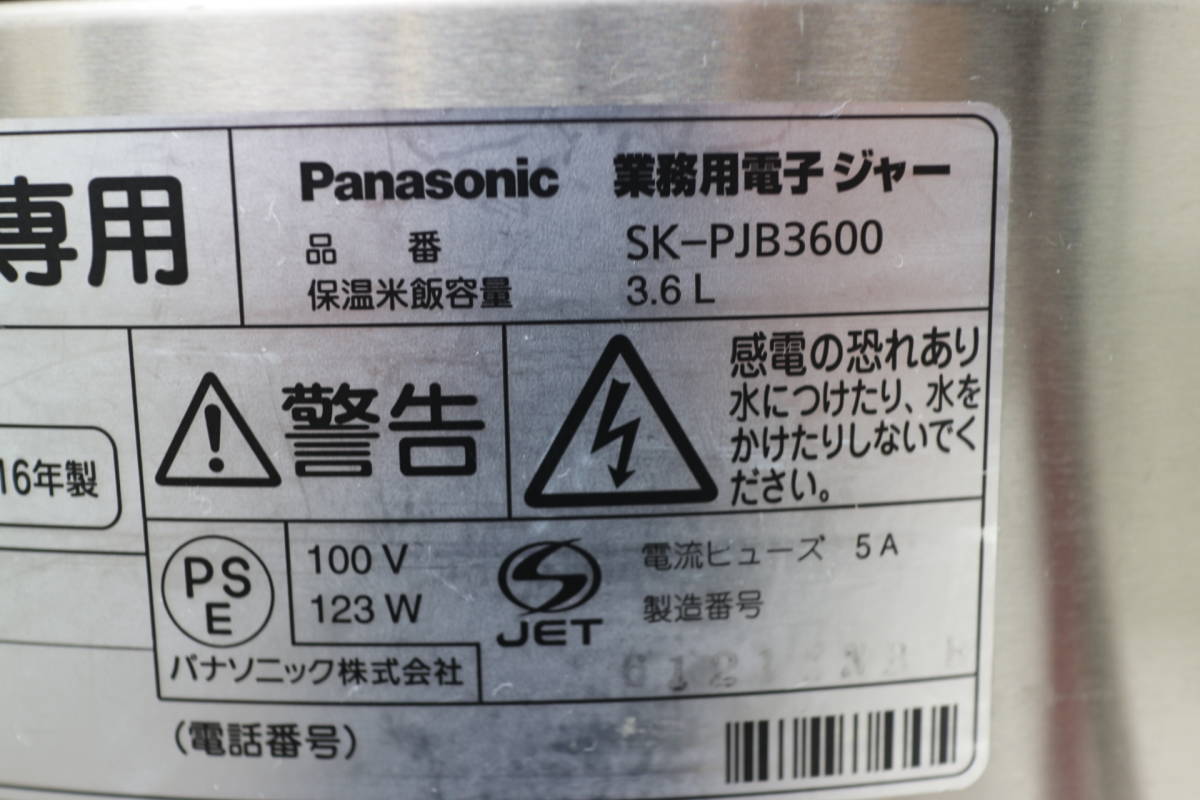 専用
Panasonic 業務用電子ジャー
品 番 SK-PJB3600
保温米飯容量 3.6 L
警告
感電の恐れあり
水につけたり、水を
かけたりしないでく
ださい。
16年製
PS
E
100 V
123 W
JET
電流ヒューズ 5A
製造番号
パナソニック株式会社
(電話番号)